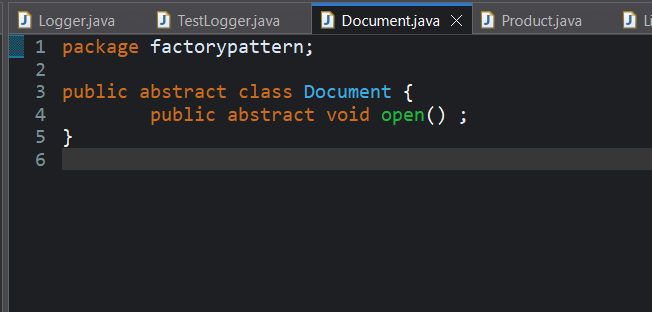 Logger.java TestLogger.java Document.java Product.java Li
1 package factorypattern;
2
3 public abstract class Document {
4 public abstract void open() ;
5 }
6